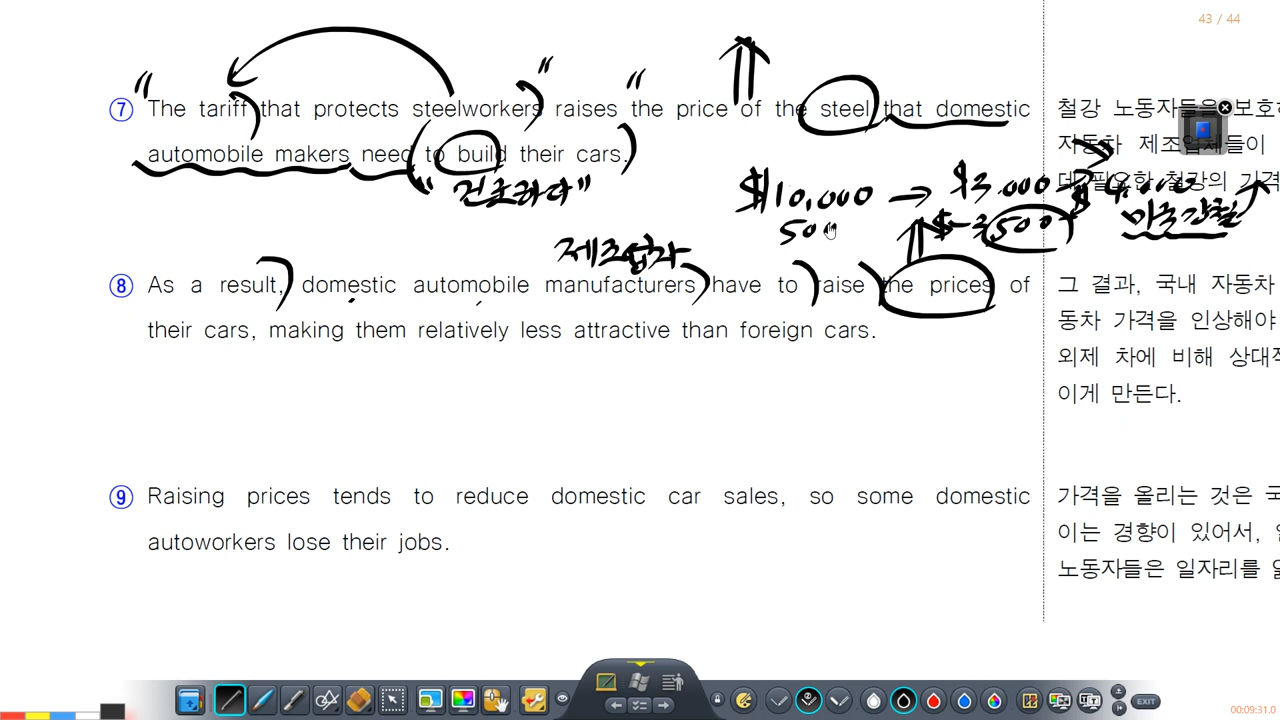 43 / 44
⑦ The tariff that protects steelworkers raises the price of the steel that domestic
automobile makers need to build their cars.
철강 노동자들을 보호하
자동차 제조업체들이
데 필요한 철강의 가격
"건조하다"
$10,000 → $3,000 → $4,000
500
500
미국 강철
제조업자
⑧ As a result, domestic automobile manufacturers have to raise the prices of
their cars, making them relatively less attractive than foreign cars.
그 결과, 국내 자동차
동차 가격을 인상해야
외제 차에 비해 상대적
이게 만든다.
⑨ Raising prices tends to reduce domestic car sales, so some domestic
autoworkers lose their jobs.
가격을 올리는 것은 국
이는 경향이 있어서,
노동자들은 일자리를 잃
EXIT
00:09:31.0